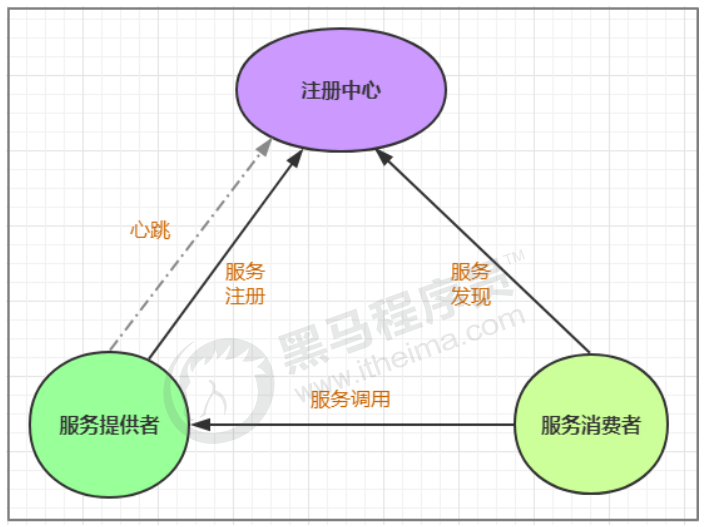 注册中心
心跳
服务
注册
服务
发现
服务调用
服务提供者
服务消费者
黑马程序员™
www.itheima.com